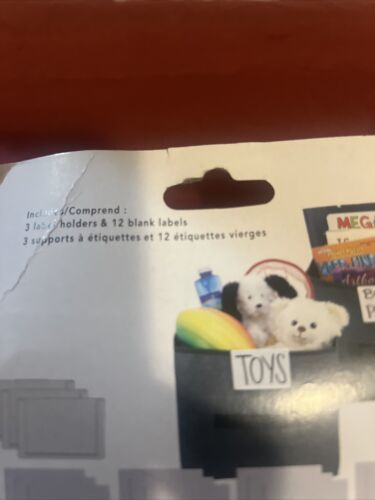 Includes/Comprend :
3 label holders & 12 blank labels
3 supports à étiquettes et 12 étiquettes vierges
MEGA
TOYS